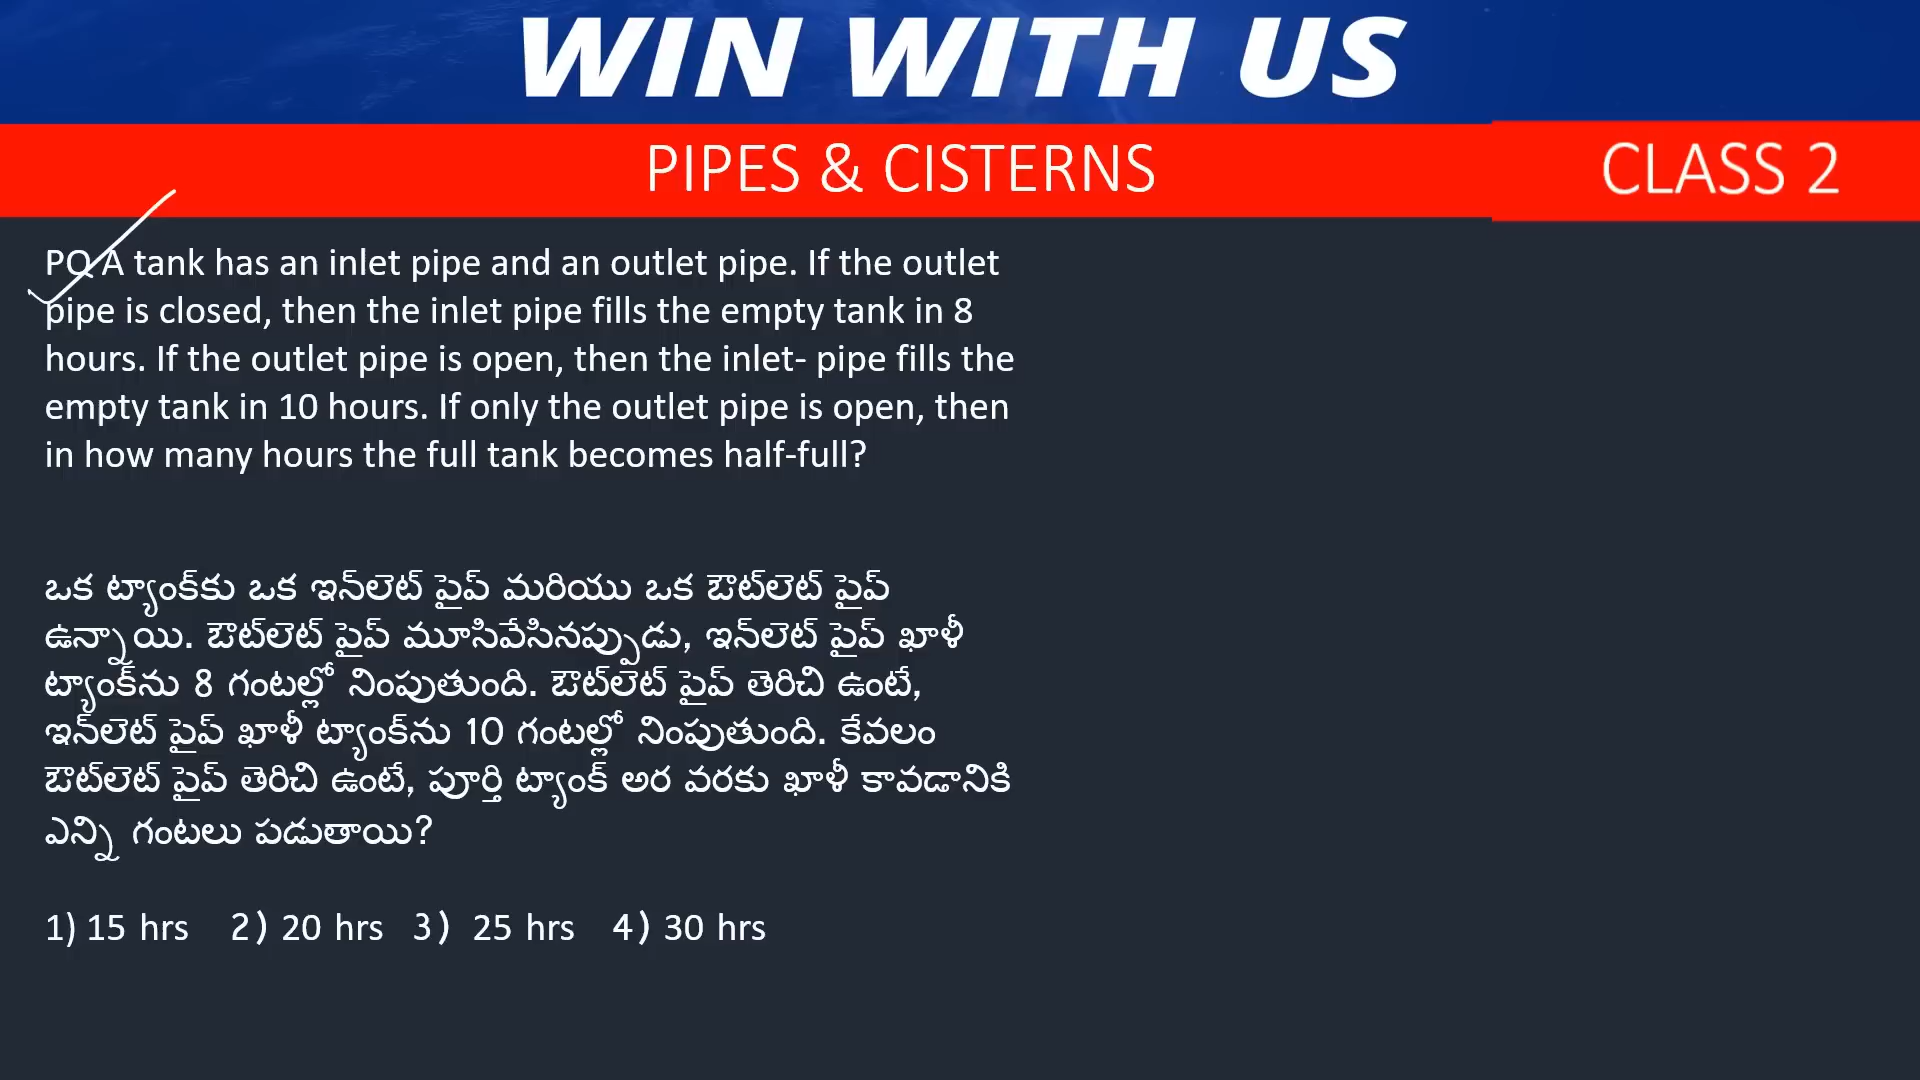 WIN WITH US
PIPES & CISTERNS
CLASS 2
PQ A tank has an inlet pipe and an outlet pipe. If the outlet
pipe is closed, then the inlet pipe fills the empty tank in 8
hours. If the outlet pipe is open, then the inlet- pipe fills the
empty tank in 10 hours. If only the outlet pipe is open, then
in how many hours the full tank becomes half-full?
ఒక ట్యాంక్‌కు ఒక ఇన్‌లెట్ పైప్ మరియు ఒక ఔట్‌లెట్ పైప్
ఉన్నాయి. ఔట్‌లెట్ పైప్ మూసివేసినప్పుడు, ఇన్‌లెట్ పైప్ ఖాళీ
ట్యాంక్‌ను 8 గంటల్లో నింపుతుంది. ఔట్‌లెట్ పైప్ తెరిచి ఉంటే,
ఇన్‌లెట్ పైప్ ఖాళీ ట్యాంక్‌ను 10 గంటల్లో నింపుతుంది. కేవలం
ఔట్‌లెట్ పైప్ తెరిచి ఉంటే, పూర్తి ట్యాంక్ అర వరకు ఖాళీ కావడానికి
ఎన్ని గంటలు పడుతాయి?
1) 15 hrs 2) 20 hrs 3) 25 hrs 4) 30 hrs